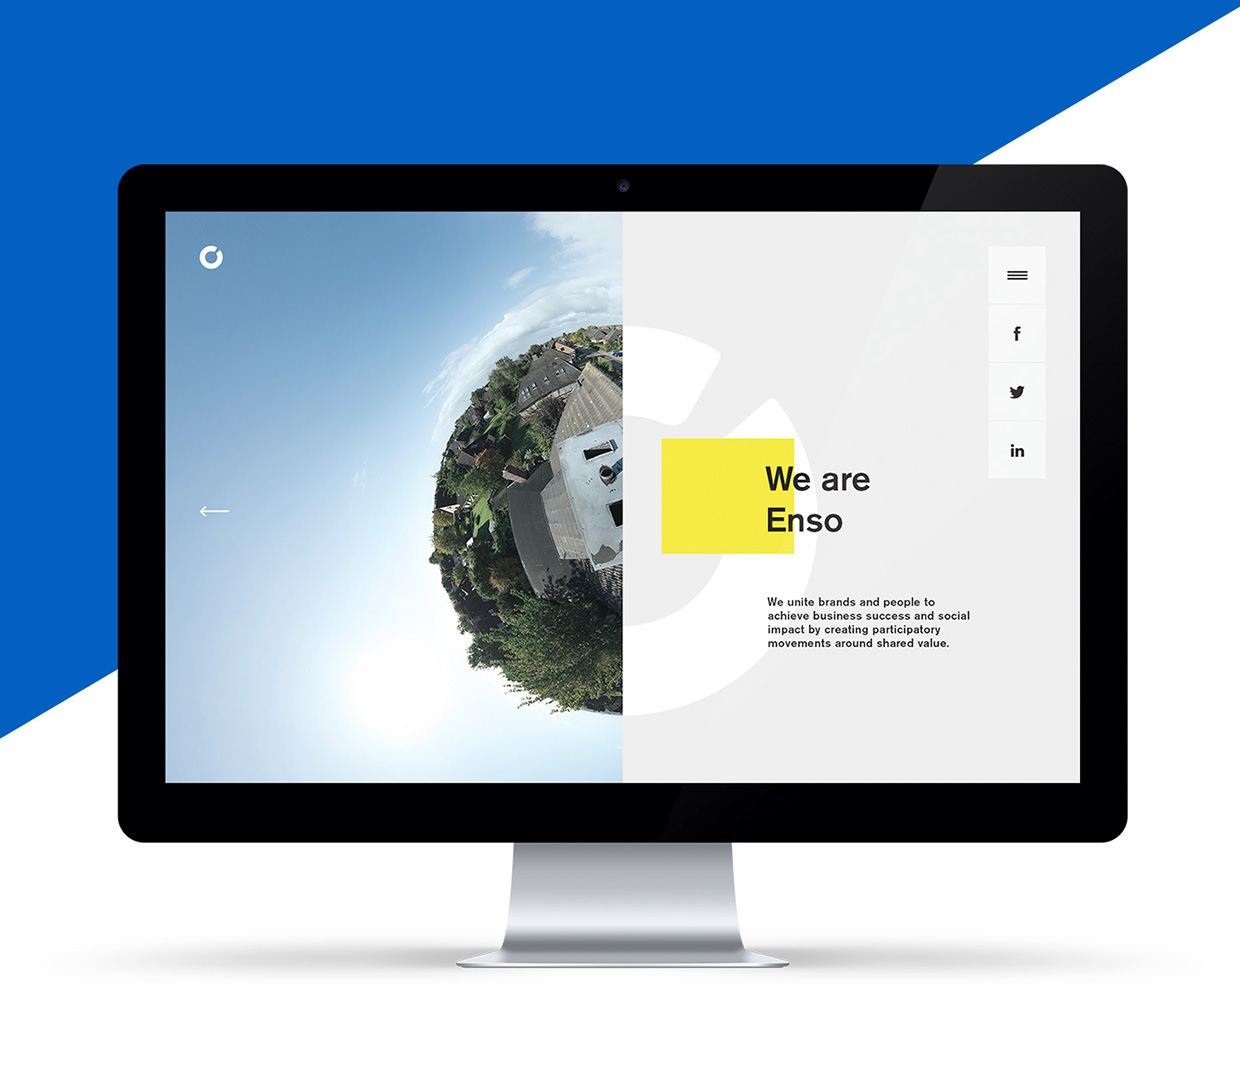 We are
Enso
We unite brands and people to
achieve business success and social
impact by creating participatory
movements around shared value.
f
in